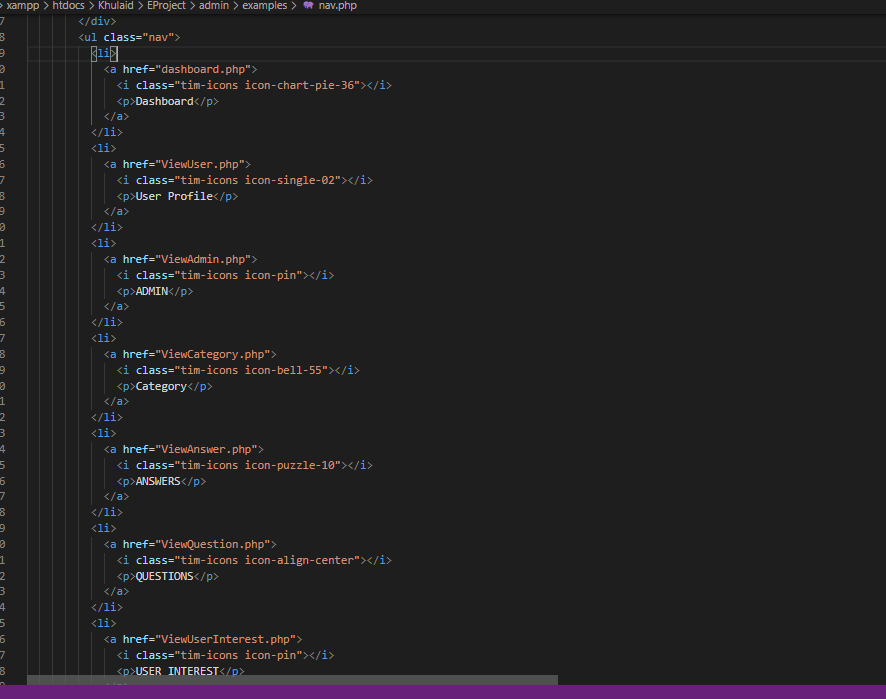 xampp > htdocs > Khulaid > EProject > admin > examples > nav.php
7 </div>
8 <ul class="nav">
9 <li>
0 <a href="dashboard.php">
1 <i class="tim-icons icon-chart-pie-36"></i>
2 <p>Dashboard</p>
3 </a>
4 </li>
5 <li>
6 <a href="ViewUser.php">
7 <i class="tim-icons icon-single-02"></i>
8 <p>User Profile</p>
9 </a>
0 </li>
1 <li>
2 <a href="ViewAdmin.php">
3 <i class="tim-icons icon-pin"></i>
4 <p>ADMIN</p>
5 </a>
6 </li>
7 <li>
8 <a href="ViewCategory.php">
9 <i class="tim-icons icon-bell-55"></i>
0 <p>Category</p>
1 </a>
2 </li>
3 <li>
4 <a href="ViewAnswer.php">
5 <i class="tim-icons icon-puzzle-10"></i>
6 <p>ANSWERS</p>
7 </a>
8 </li>
9 <li>
0 <a href="ViewQuestion.php">
1 <i class="tim-icons icon-align-center"></i>
2 <p>QUESTIONS</p>
3 </a>
4 </li>
5 <li>
6 <a href="ViewUserInterest.php">
7 <i class="tim-icons icon-pin"></i>
8 <p>USER INTEREST</p>